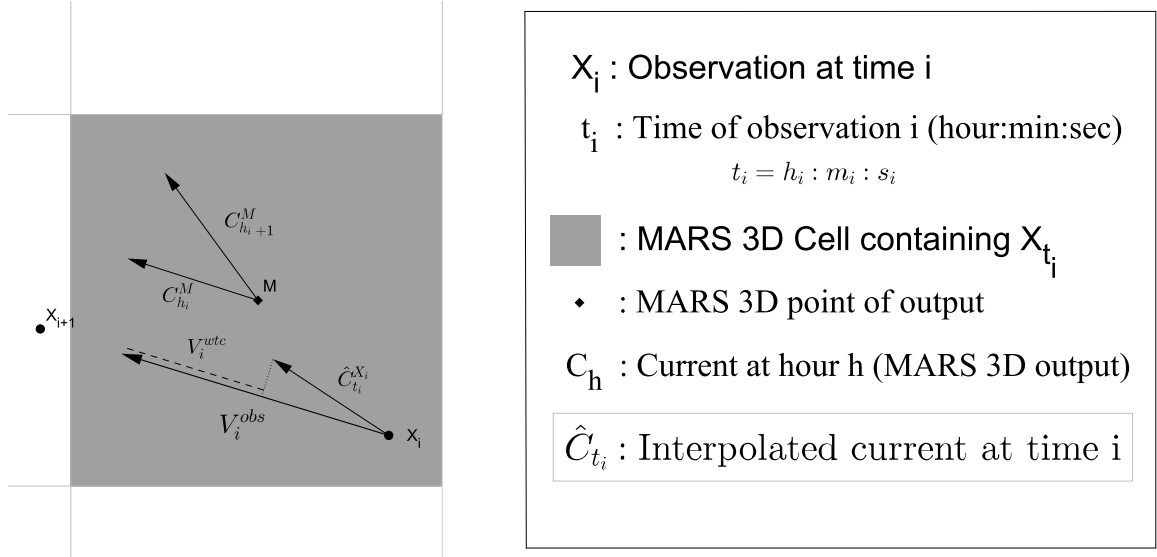 C^M_{h_i+1}
M
C^M_{h_i}
X_{i+1}
V_i^{wtc}
Ĉ^{X_i}_{t_i}
V_i^{obs}
X_i
X_i : Observation at time i
t_i : Time of observation i (hour:min:sec)
t_i = h_i : m_i : s_i
: MARS 3D Cell containing X_{t_i}
: MARS 3D point of output
C_h : Current at hour h (MARS 3D output)
Ĉ_{t_i} : Interpolated current at time i